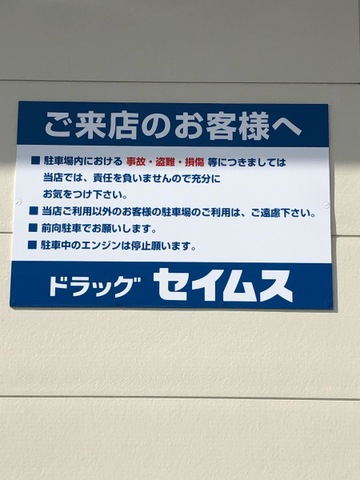 ご来店のお客様へ
■ 駐車場内における 事故・盗難・損傷 等につきましては
当店では、責任を負いませんので充分に
お気をつけ下さい。
■ 当店ご利用以外のお客様の駐車場のご利用は、ご遠慮下さい。
■ 前向駐車でお願いします。
■ 駐車中のエンジンは停止願います。
ドラッグ セイムス